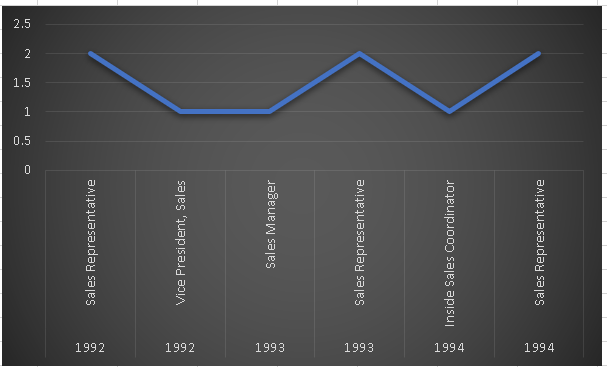 2.5
2
1.5
1
0.5
0
Sales Representative
Vice President, Sales
Sales Manager
Sales Representative
Inside Sales Coordinator
Sales Representative
1992 1992 1993 1993 1994 1994